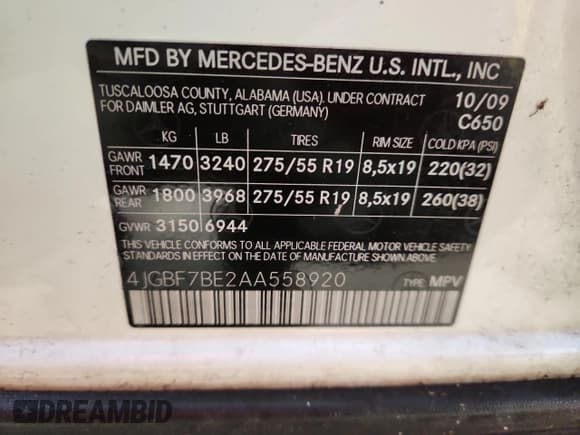 MFD BY MERCEDES-BENZ U.S. INTL., INC
TUSCALOOSA COUNTY, ALABAMA (USA). UNDER CONTRACT 10/09
FOR DAIMLER AG, STUTTGART (GERMANY) C650
KG LB TIRES RIM SIZE COLD KPA (PSI)
GAWR FRONT 1470 3240 275/55 R19 8,5x19 220(32)
GAWR REAR 1800 3968 275/55 R19 8,5x19 260(38)
GVWR 3150 6944
THIS VEHICLE CONFORMS TO ALL APPLICABLE FEDERAL MOTOR VEHICLE SAFETY
STANDARDS IN EFFECT ON THE DATE OF MANUFACTURE SHOWN ABOVE.
4JGBF7BE2AA558920 TYPE: MPV
DREAMBID